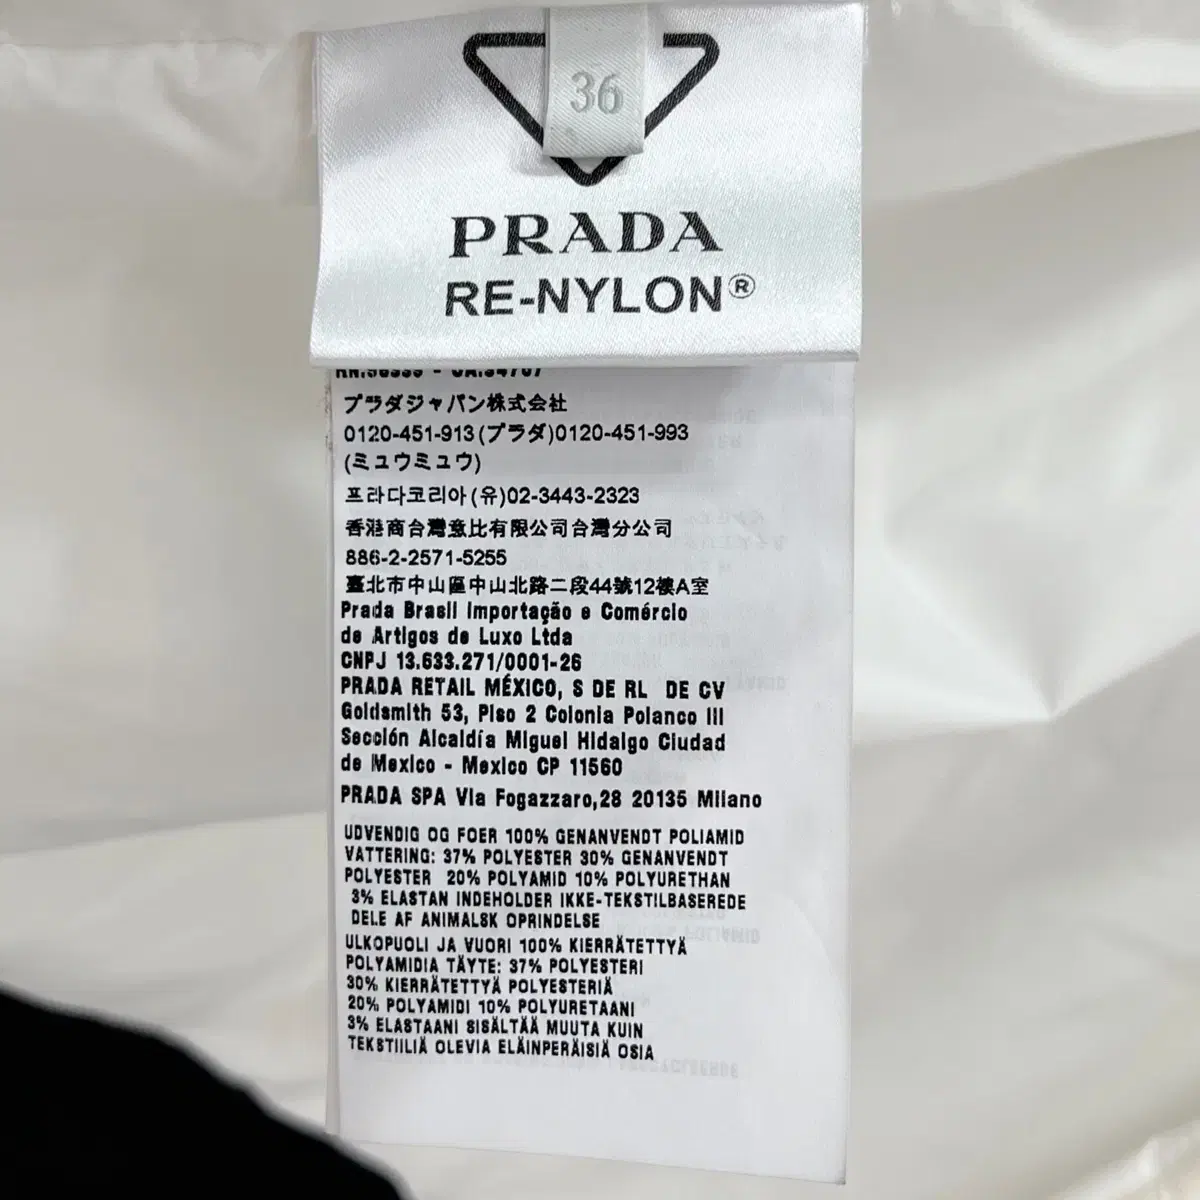 36
PRADA
RE-NYLON®
RN.98339 - CA.34707
プラダジャパン株式会社
0120-451-913(プラダ)0120-451-993
(ミュウミュウ)
프라다코리아(유)02-3443-2323
香港商台灣意比有限公司台灣分公司
886-2-2571-5255
臺北市中山區中山北路二段44號12樓A室
Prada Brasil Importação e Comércio
de Artigos de Luxo Ltda
CNPJ 13.633.271/0001-26
PRADA RETAIL MÉXICO, S DE RL DE CV
Goldsmith 53, Piso 2 Colonia Polanco III
Sección Alcaldía Miguel Hidalgo Ciudad
de Mexico - Mexico CP 11560
PRADA SPA Via Fogazzaro,28 20135 Milano
UDVENDIG OG FOER 100% GENANVENDT POLIAMID
VATTERING: 37% POLYESTER 30% GENANVENDT
POLYESTER 20% POLYAMID 10% POLYURETHAN
3% ELASTAN INDEHOLDER IKKE-TEKSTILBASEREDE
DELE AF ANIMALSK OPRINDELSE
ULKOPUOLI JA VUORI 100% KIERRÄTETTYÄ
POLYAMIDIA TÄYTE: 37% POLYESTERI
30% KIERRÄTETTYÄ POLYESTERIÄ
20% POLYAMIDI 10% POLYURETAANI
3% ELASTAANI SISÄLTÄÄ MUUTA KUIN
TEKSTIILIÄ OLEVIA ELÄINPERÄISIÄ OSIA